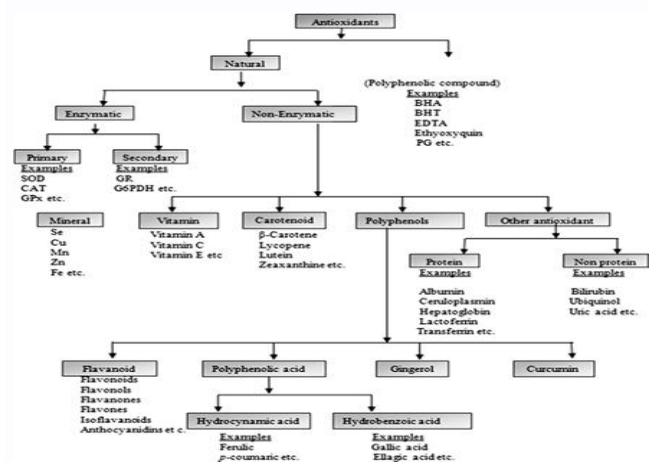 Antioxidants
Natural
(Polyphenolic compound)
Examples
BHA
BHT
EDTA
Ethyoxyquin
PG etc.
Enzymatic
Non-Enzymatic
Primary
Examples
SOD
CAT
GPx etc.
Secondary
Examples
GR
G6PDH etc.
Mineral
Se
Cu
Mn
Zn
Fe etc.
Vitamin
Vitamin A
Vitamin C
Vitamin E etc
Carotenoid
β-Carotene
Lycopene
Lutein
Zeaxanthine etc.
Polyphenols
Other antioxidant
Protein
Examples
Albumin
Ceruloplasmin
Hepatoglobin
Lactoferrin
Transferrin etc.
Non protein
Examples
Bilirubin
Ubiquinol
Uric acid etc.
Flavanoid
Flavonoids
Flavonols
Flavanones
Flavones
Isoflavanoids
Anthocyanidins et c.
Polyphenolic acid
Gingerol
Curcumin
Hydrocynamic acid
Examples
Ferulic
p-coumaric etc.
Hydrobenzoic acid
Examples
Gallic acid
Ellagic acid etc.